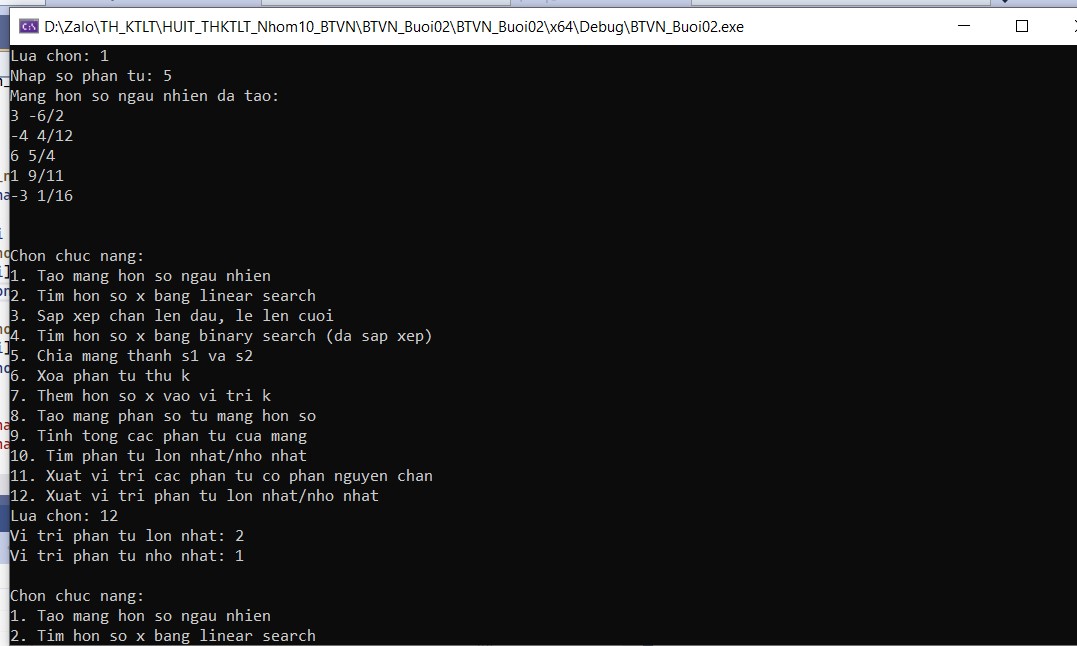 D:\Zalo\TH_KTLT\HUIT_THKTLT_Nhom10_BTVN\BTVN_Buoi02\BTVN_Buoi02\x64\Debug\BTVN_Buoi02.exe
Lua chon: 1
Nhap so phan tu: 5
Mang hon so ngau nhien da tao:
3 -6/2
-4 4/12
6 5/4
1 9/11
-3 1/16
Chon chuc nang:
1. Tao mang hon so ngau nhien
2. Tim hon so x bang linear search
3. Sap xep chan len dau, le len cuoi
4. Tim hon so x bang binary search (da sap xep)
5. Chia mang thanh s1 va s2
6. Xoa phan tu thu k
7. Them hon so x vao vi tri k
8. Tao mang phan so tu mang hon so
9. Tinh tong cac phan tu cua mang
10. Tim phan tu lon nhat/nho nhat
11. Xuat vi tri cac phan tu co phan nguyen chan
12. Xuat vi tri phan tu lon nhat/nho nhat
Lua chon: 12
Vi tri phan tu lon nhat: 2
Vi tri phan tu nho nhat: 1
Chon chuc nang:
1. Tao mang hon so ngau nhien
2. Tim hon so x bang linear search